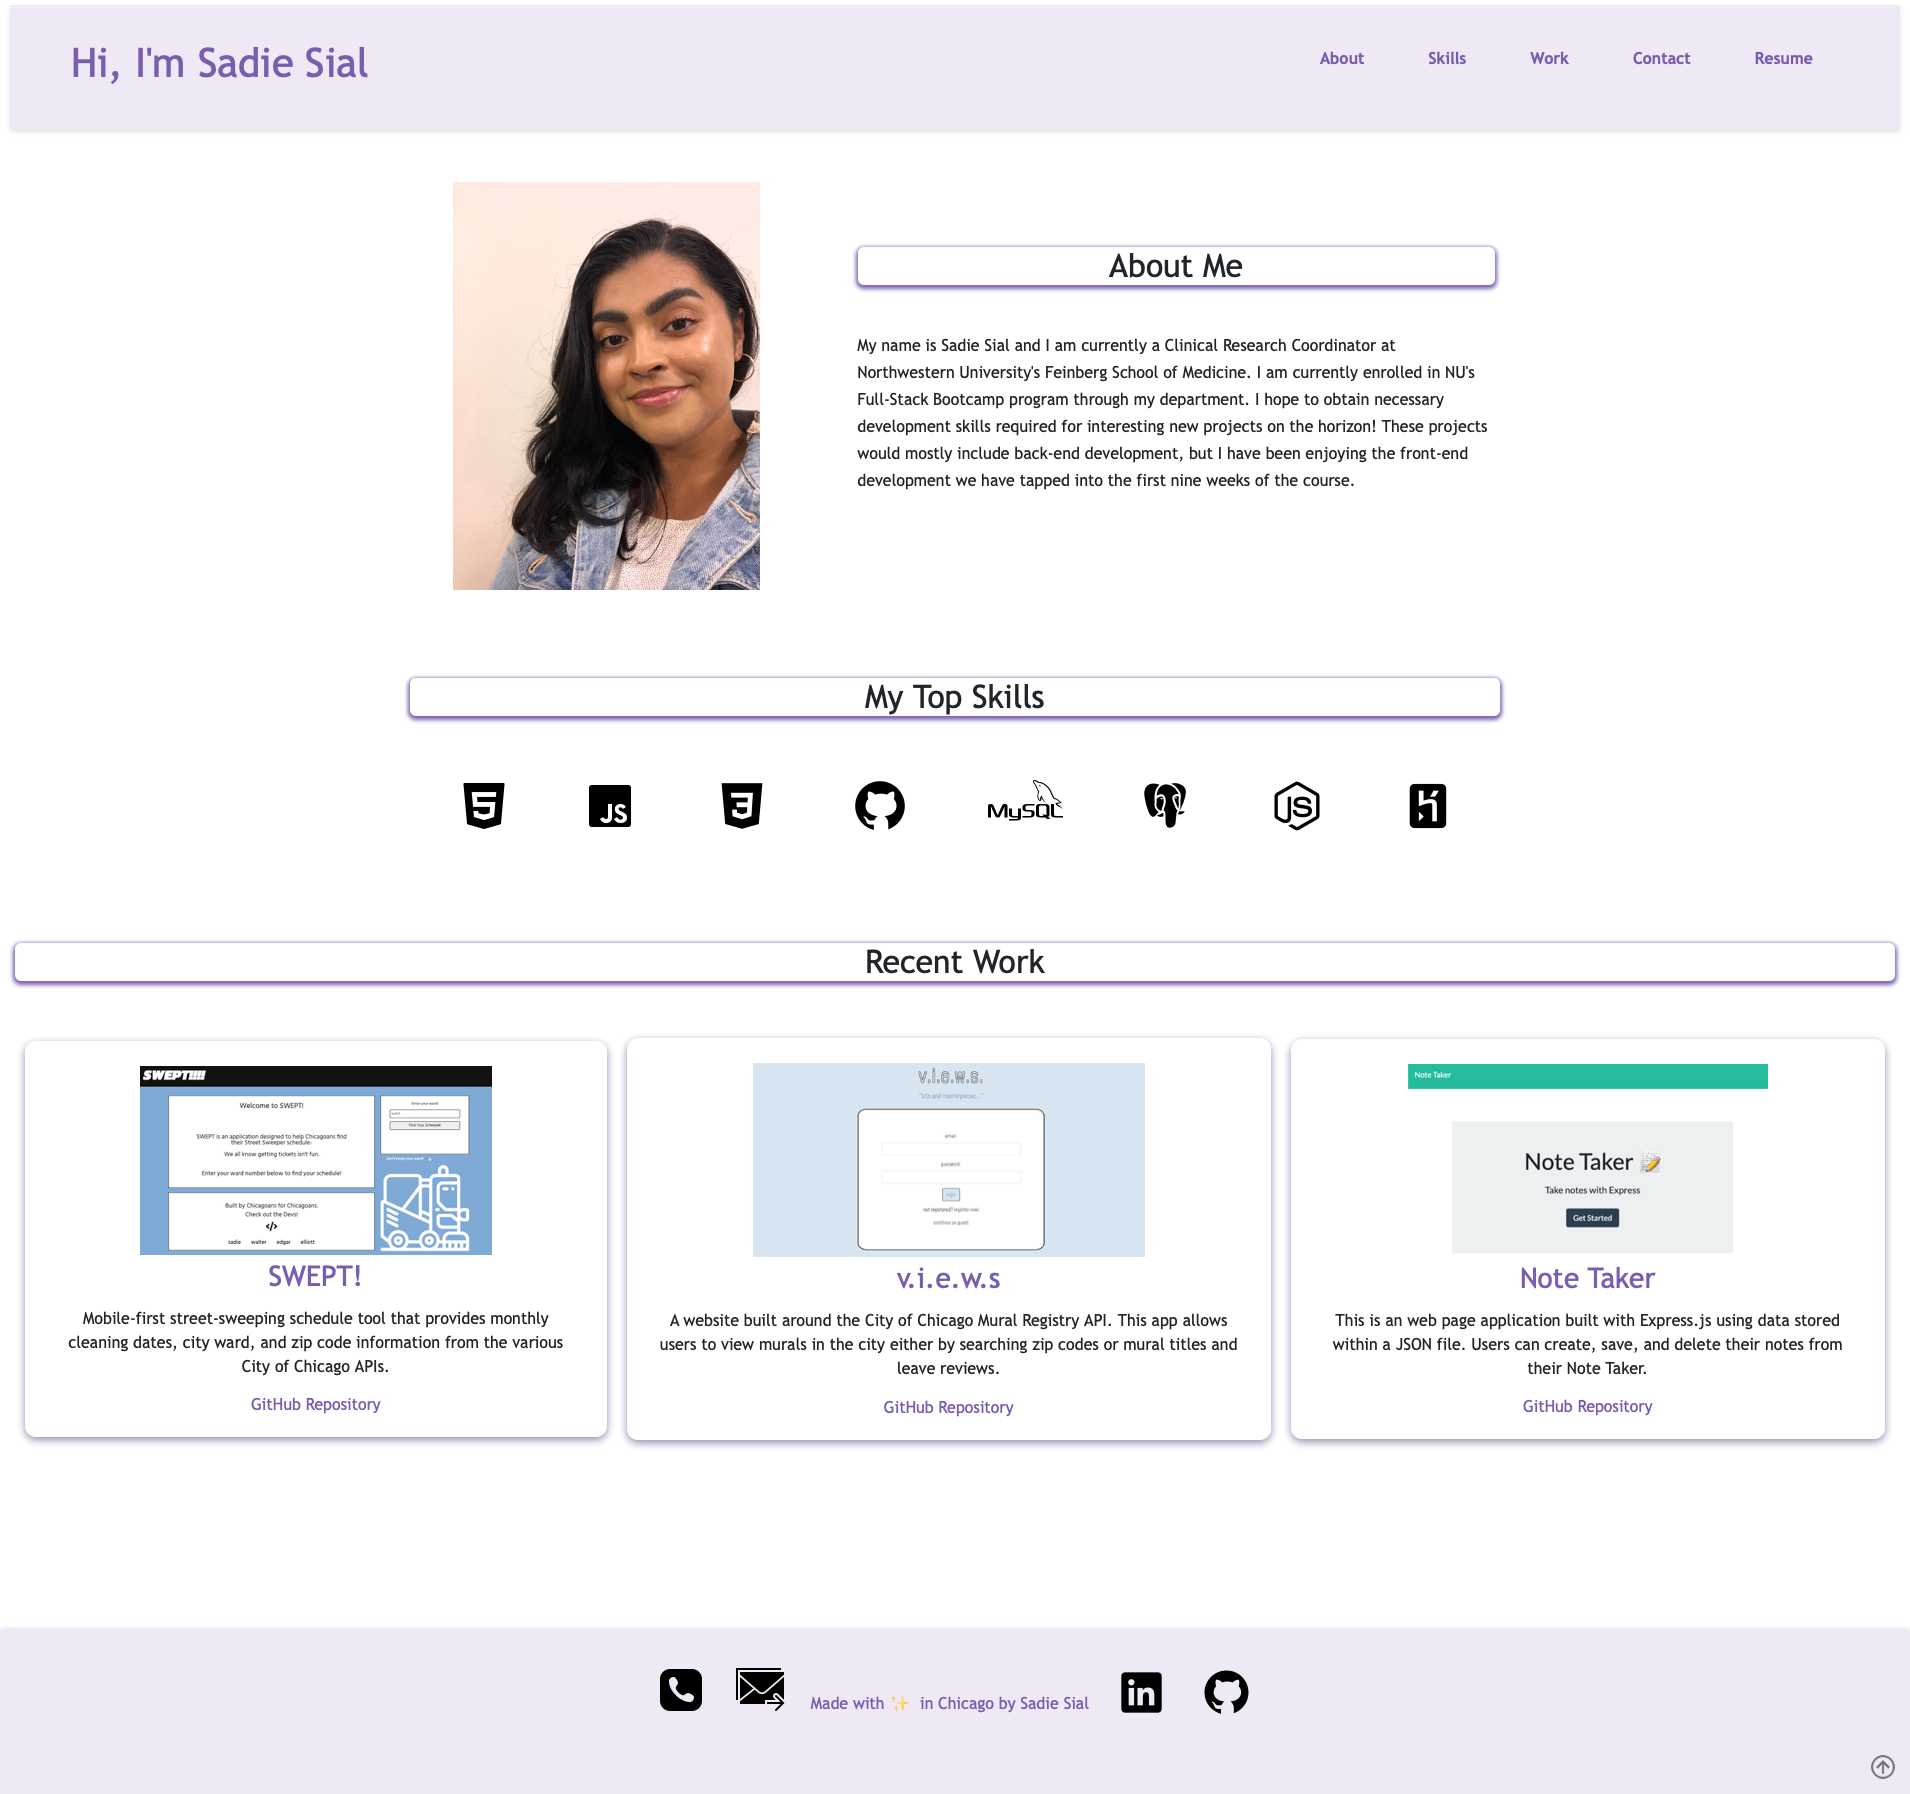 Hi, I'm Sadie Sial
About
Skills
Work
Contact
Resume
About Me
My name is Sadie Sial and I am currently a Clinical Research Coordinator at
Northwestern University's Feinberg School of Medicine. I am currently enrolled in NU's
Full-Stack Bootcamp program through my department. I hope to obtain necessary
development skills required for interesting new projects on the horizon! These projects
would mostly include back-end development, but I have been enjoying the front-end
development we have tapped into the first nine weeks of the course.
My Top Skills
JS
MySQL
JS
Recent Work
SWEPT!!!!
Welcome to SWEPT!
SWEPT is an application designed to help Chicagoans find
their Street Sweeper schedule-
We all know getting tickets isn't fun.
Enter your ward number below to find your schedule!
Enter your ward!
ward
Find Your Schedule!
Don't know your ward?
Built by Chicagoans for Chicagoans.
Check out the Devs!
</>
sadie walter edgar elliott
SWEPT!
Mobile-first street-sweeping schedule tool that provides monthly
cleaning dates, city ward, and zip code information from the various
City of Chicago APIs.
GitHub Repository
v.i.e.w.s.
email:
password:
login
not registered? register now!
continue as guest
v.i.e.w.s
A website built around the City of Chicago Mural Registry API. This app allows
users to view murals in the city either by searching zip codes or mural titles and
leave reviews.
GitHub Repository
Note Taker
Note Taker 📝
Take notes with Express
Get Started
Note Taker
This is an web page application built with Express.js using data stored
within a JSON file. Users can create, save, and delete their notes from
their Note Taker.
GitHub Repository
Made with ✨ in Chicago by Sadie Sial
in